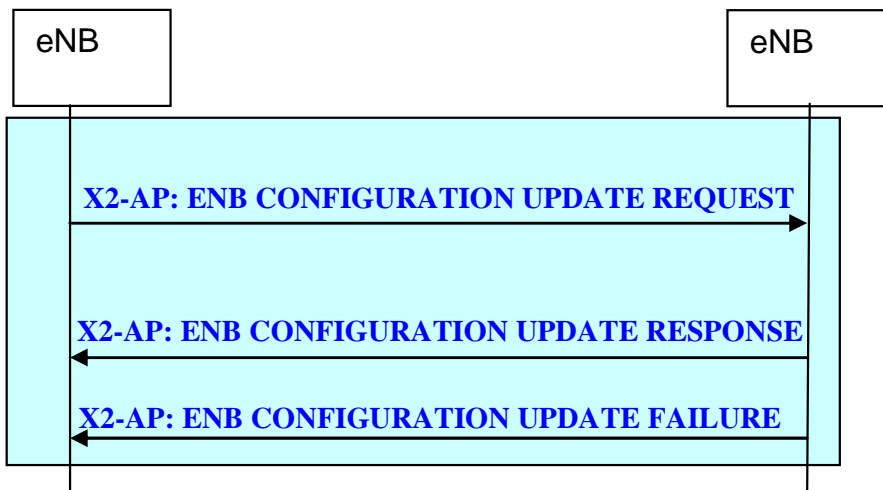 eNB
eNB
X2-AP: ENB CONFIGURATION UPDATE REQUEST
X2-AP: ENB CONFIGURATION UPDATE RESPONSE
X2-AP: ENB CONFIGURATION UPDATE FAILURE